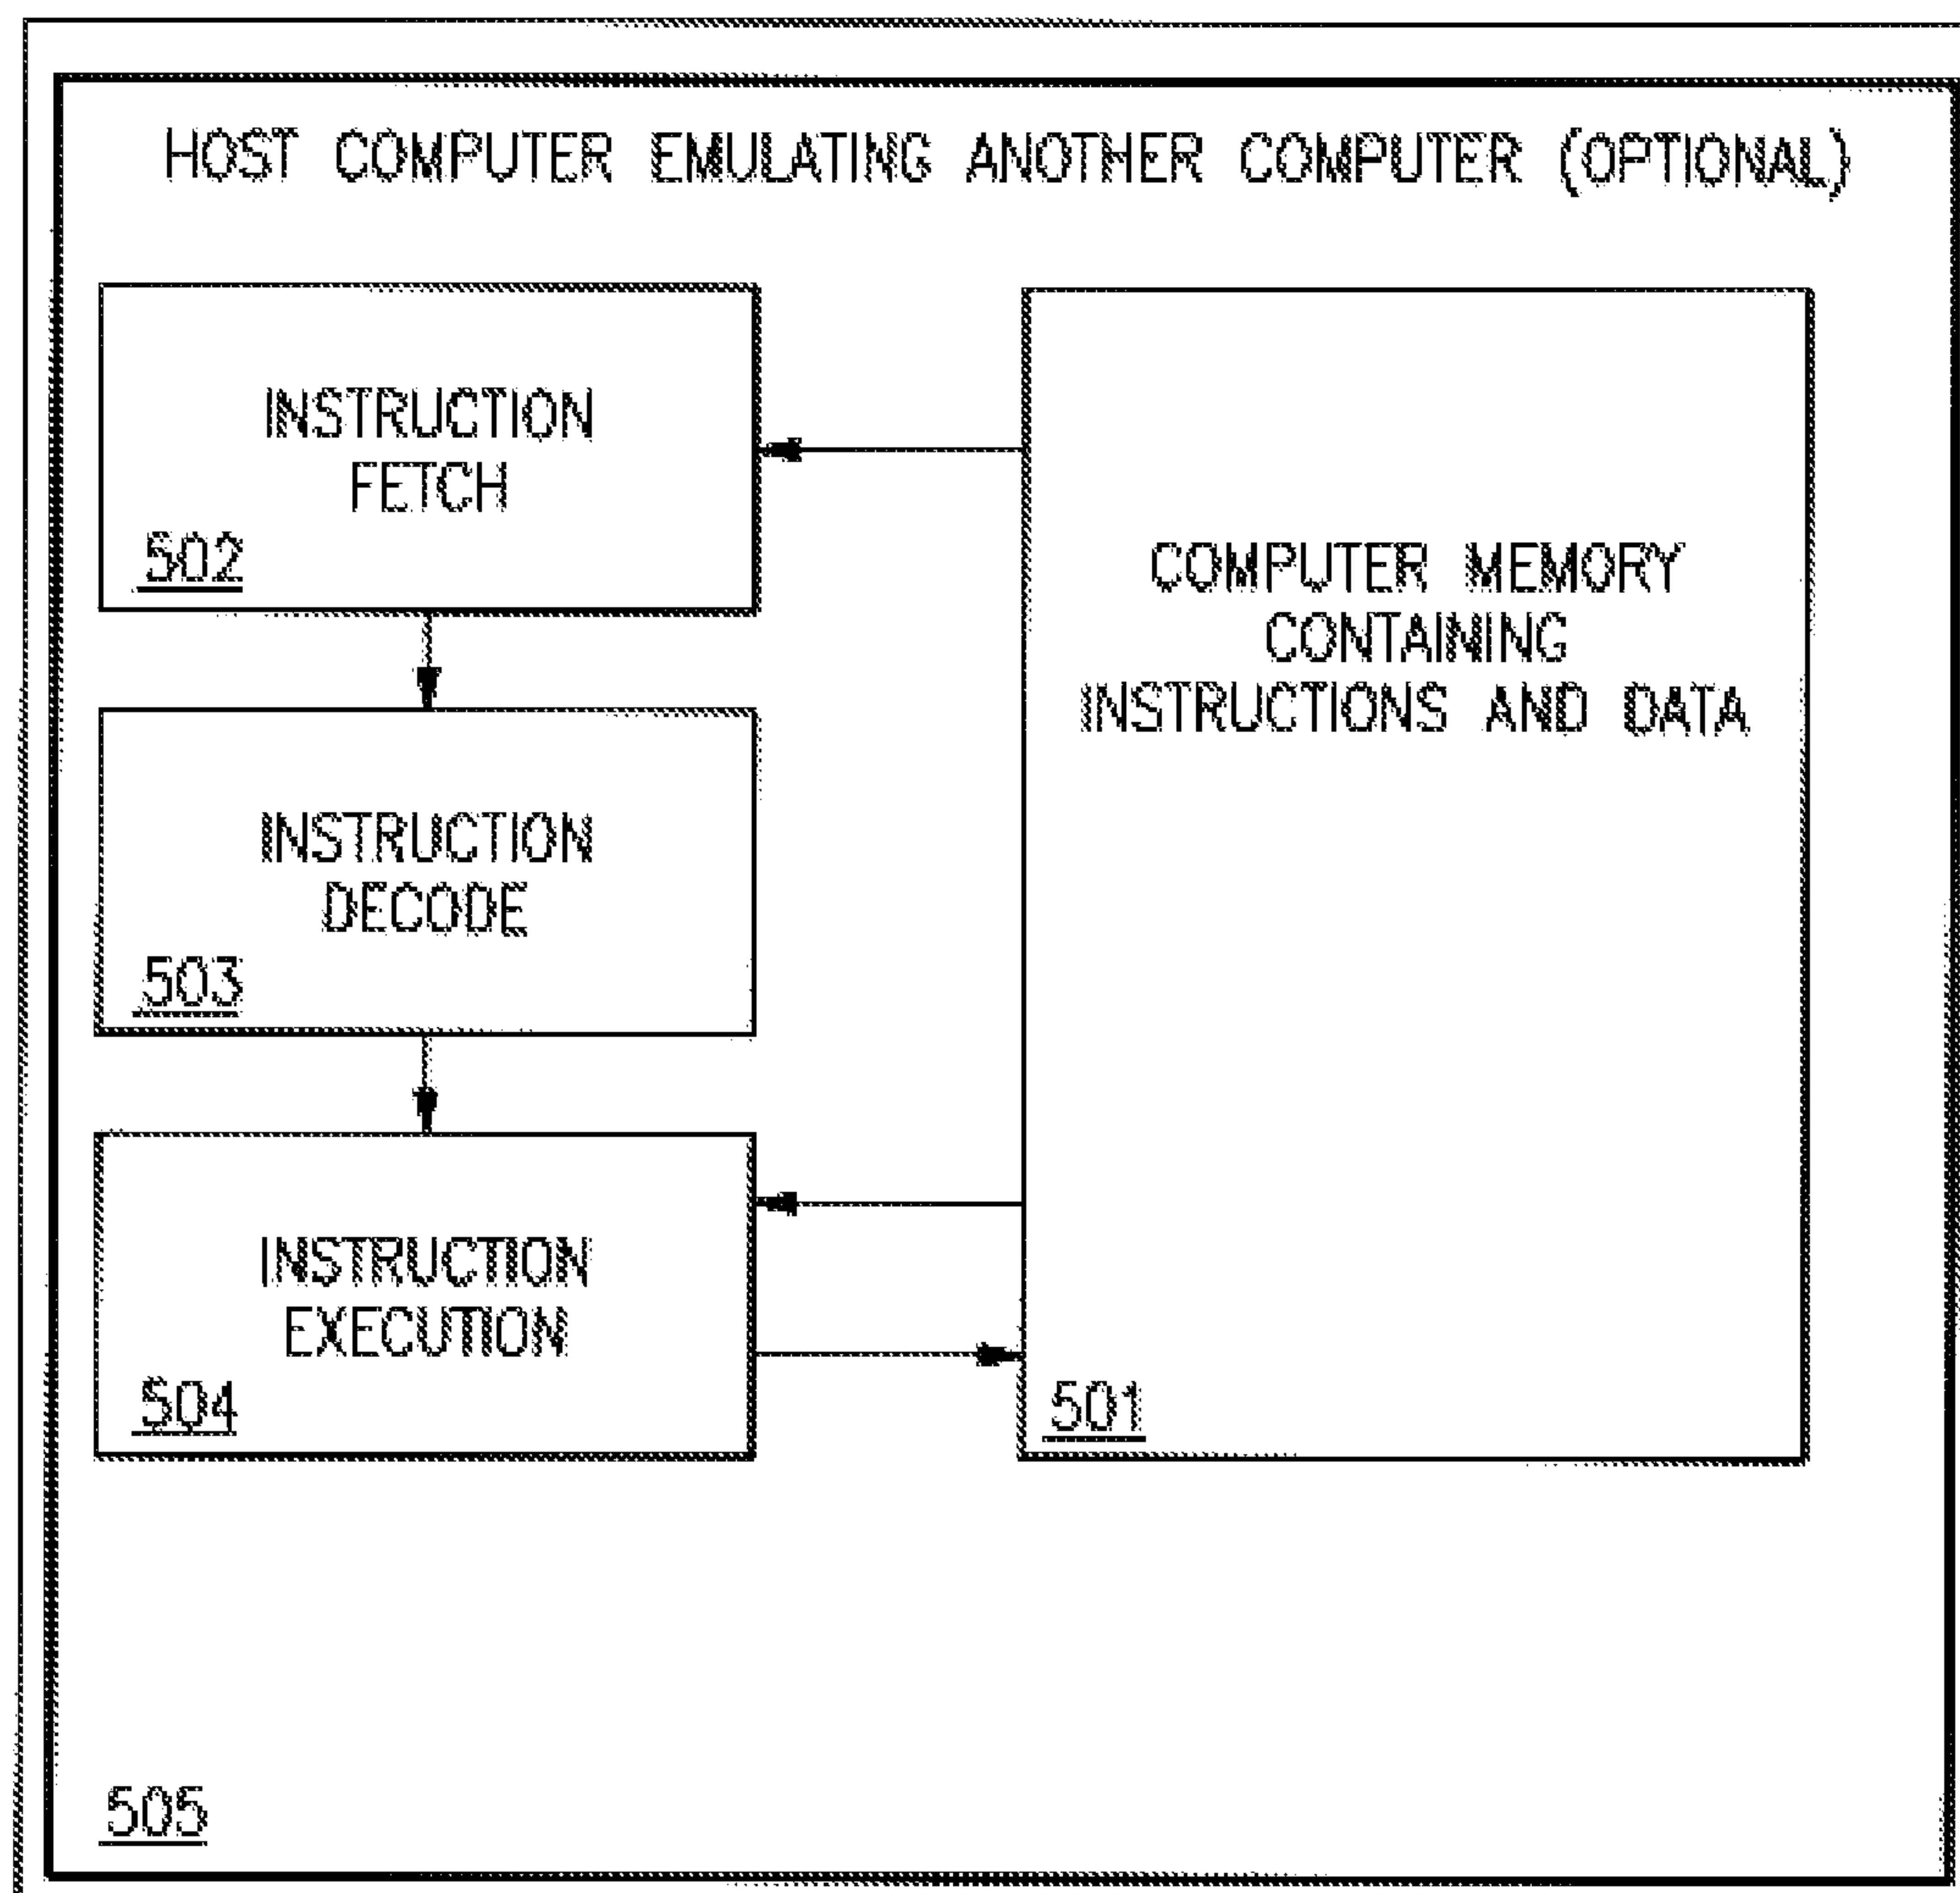 HOST COMPUTER EMULATING ANOTHER COMPUTER (OPTIONAL)
INSTRUCTION
FETCH
502
COMPUTER MEMORY
CONTAINING
INSTRUCTIONS AND DATA
INSTRUCTION
DECODE
503
INSTRUCTION
EXECUTION
504
501
505